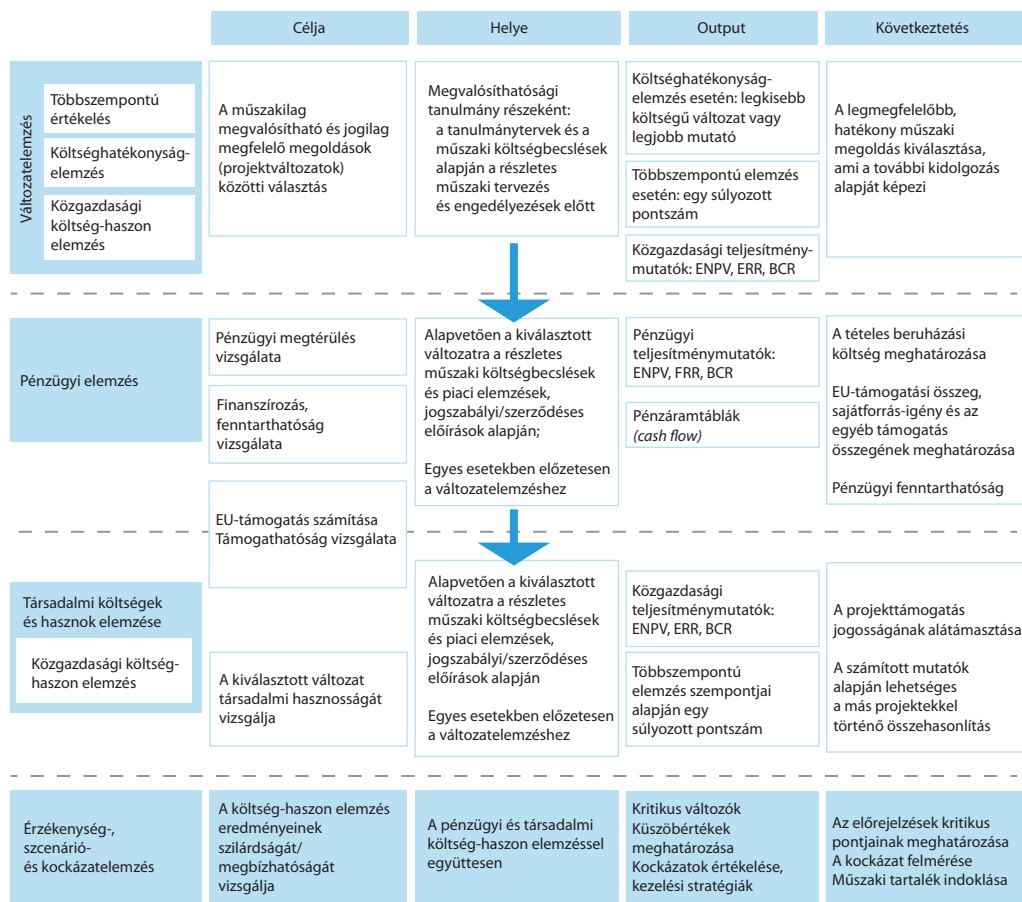 Célja
Helye
Output
Következtetés
Változatelemzés
Többszempontú
értékelés
Költséghatékonyság-
elemzés
Közgazdasági
költség-haszon
elemzés
A műszakilag
megvalósítható és jogilag
megfelelő megoldások
(projektváltozatok)
közötti választás
Megvalósíthatósági
tanulmány részeként:
a tanulmánytervek és a
műszaki költségbecslések
alapján a részletes
műszaki tervezés
és engedélyezések előtt
Költséghatékonyság-
elemzés esetén: legkisebb
költségű változat vagy
legjobb mutató
Többszempontú elemzés
esetén: egy súlyozott
pontszám
Közgazdasági teljesítmény-
mutatók: ENPV, ERR, BCR
A legmegfelelőbb,
hatékony műszaki
megoldás kiválasztása,
ami a további kidolgozás
alapját képezi
Pénzügyi elemzés
Pénzügyi megtérülés
vizsgálata
Finanszírozás,
fenntarthatóság
vizsgálata
EU-támogatás számítása
Támogathatóság vizsgálata
Alapvetően a kiválasztott
változatra a részletes
műszaki költségbecslések
és piaci elemzések,
jogszabályi/szerződéses
előírások alapján;
Egyes esetekben előzetesen
a változatelemzéshez
Pénzügyi
teljesítménymutatók:
ENPV, FRR, BCR
Pénzáramtáblák
(cash flow)
A tételes beruházási
költség meghatározása
EU-támogatási összeg,
sajátforrás-igény és az
egyéb támogatás
összegének meghatározása
Pénzügyi fenntarthatóság
Társadalmi költségek
és hasznok elemzése
Közgazdasági költség-
haszon elemzés
A kiválasztott változat
társadalmi hasznosságát
vizsgálja
Alapvetően a kiválasztott
változatra a részletes
műszaki költségbecslések
és piaci elemzések,
jogszabályi/szerződéses
előírások alapján
Egyes esetekben előzetesen
a változatelemzéshez
Közgazdasági
teljesítménymutatók:
ENPV, ERR, BCR
Többszempontú
elemzés szempontjai
alapján egy
súlyozott pontszám
A projekttámogatás
jogosságának alátámasztása
A számított mutatók
alapján lehetséges
a más projektekkel
történő összehasonlítás
Érzékenység-,
szcenárió-
és kockázatelemzés
A költség-haszon elemzés
eredményeinek
szilárdságát/
megbízhatóságát
vizsgálja
A pénzügyi és társadalmi
költség-haszon elemzéssel
együttesen
Kritikus változók
Küszöbértékek
meghatározása
Kockázatok értékelése,
kezelési stratégiák
Az előrejelzések kritikus
pontjainak meghatározása
A kockázat felmérése
Műszaki tartalék indoklása